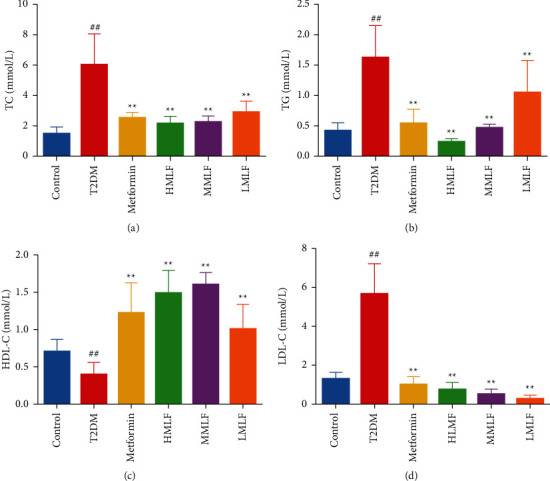 TC (mmol/L)
8
6
4
2
0
##
**
**
**
**
Control
T2DM
Metformin
HMLF
MMLF
LMLF
(a)
TG (mmol/L)
2.5
2.0
1.5
1.0
0.5
0.0
##
**
**
**
**
Control
T2DM
Metformin
HMLF
MMLF
LMLF
(b)
HDL-C (mmol/L)
2.0
1.5
1.0
0.5
0.0
##
**
**
**
**
Control
T2DM
Metformin
HMLF
MMLF
LMLF
(c)
LDL-C (mmol/L)
8
6
4
2
0
##
**
**
**
**
Control
T2DM
Metformin
HLMF
MMLF
LMLF
(d)